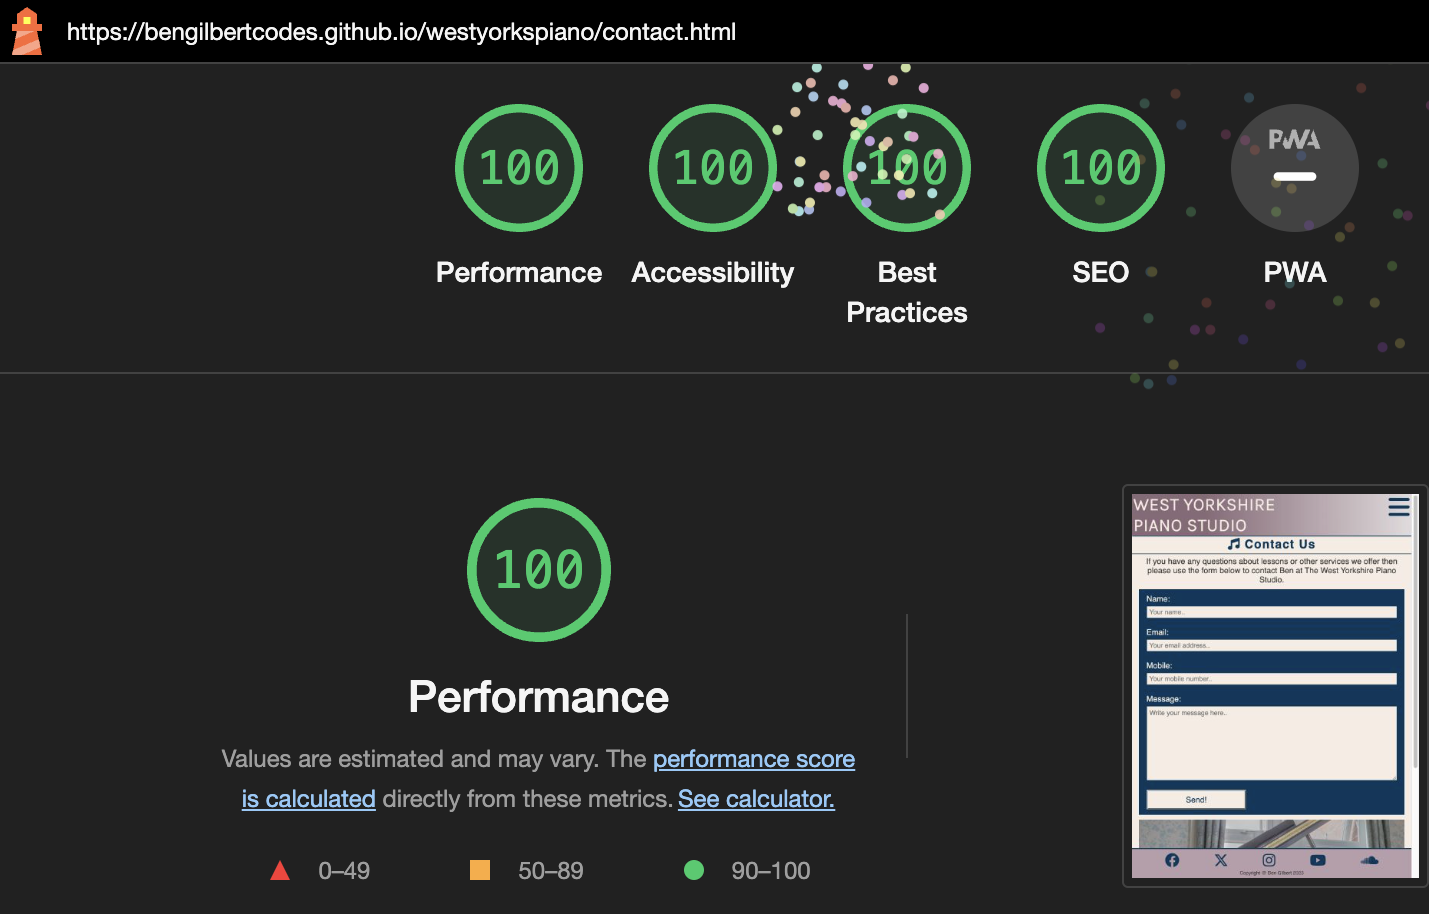 https://bengilbertcodes.github.io/westyorkspiano/contact.html
100
100
100
100
PWA
Performance
Accessibility
Best
Practices
SEO
PWA
100
Performance
Values are estimated and may vary. The performance score
is calculated directly from these metrics. See calculator.
0–49
50–89
90–100
WEST YORKSHIRE
PIANO STUDIO
Contact Us
If you have any questions about lessons or other services we offer then
please use the form below to contact Ben at The West Yorkshire Piano
Studio.
Name:
Your name..
Email:
Your email address..
Mobile:
Your mobile number..
Message:
Write your message here..
Send!
Copyright © Ben Gilbert 2023